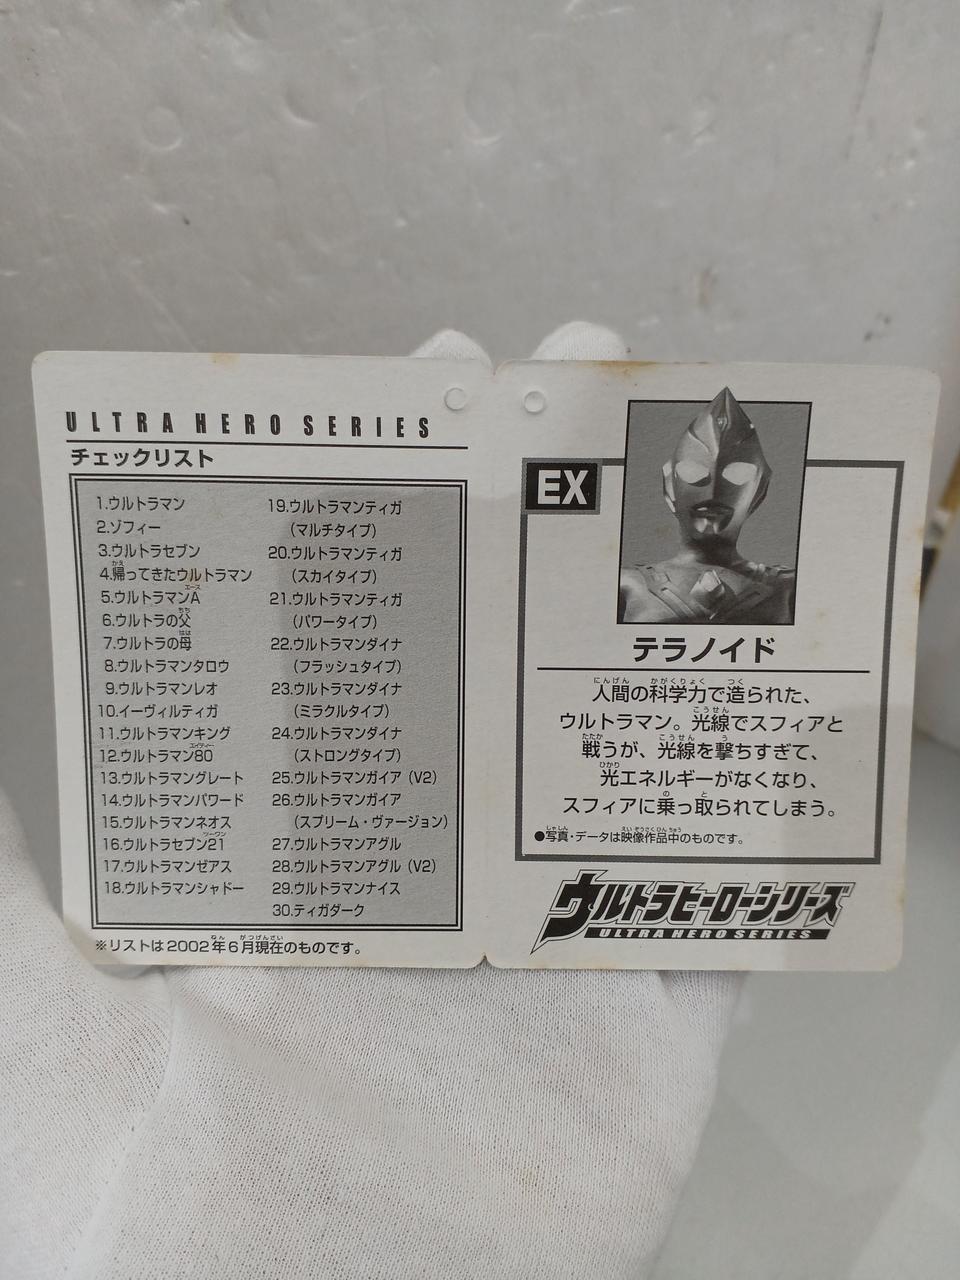 ULTRA HERO SERIES
チェックリスト
1.ウルトラマン
2.ゾフィー
3.ウルトラセブン
4.帰ってきたウルトラマン
5.ウルトラマンA
6.ウルトラの父
7.ウルトラの母
8.ウルトラマンタロウ
9.ウルトラマンレオ
10.イーヴィルティガ
11.ウルトラマンキング
12.ウルトラマン80
13.ウルトラマングレート
14.ウルトラマンパワード
15.ウルトラマンネオス
16.ウルトラセブン21
17.ウルトラマンゼアス
18.ウルトラマンシャドー
19.ウルトラマンティガ
(マルチタイプ)
20.ウルトラマンティガ
(スカイタイプ)
21.ウルトラマンティガ
(パワータイプ)
22.ウルトラマンダイナ
(フラッシュタイプ)
23.ウルトラマンダイナ
(ミラクルタイプ)
24.ウルトラマンダイナ
(ストロングタイプ)
25.ウルトラマンガイア(V2)
26.ウルトラマンガイア
(スプリーム・ヴァージョン)
27.ウルトラマンアグル
28.ウルトラマンアグル(V2)
29.ウルトラマンナイス
30.ティガダーク
※リストは2002年6月現在のものです。
EX
テラノイド
人間の科学力で造られた、
ウルトラマン。光線でスフィアと
戦うが、光線を撃ちすぎて、
光エネルギーがなくなり、
スフィアに乗っ取られてしまう。
●写真・データは映像作品中のものです。
ウルトラヒーローシリーズ
ULTRA HERO SERIES